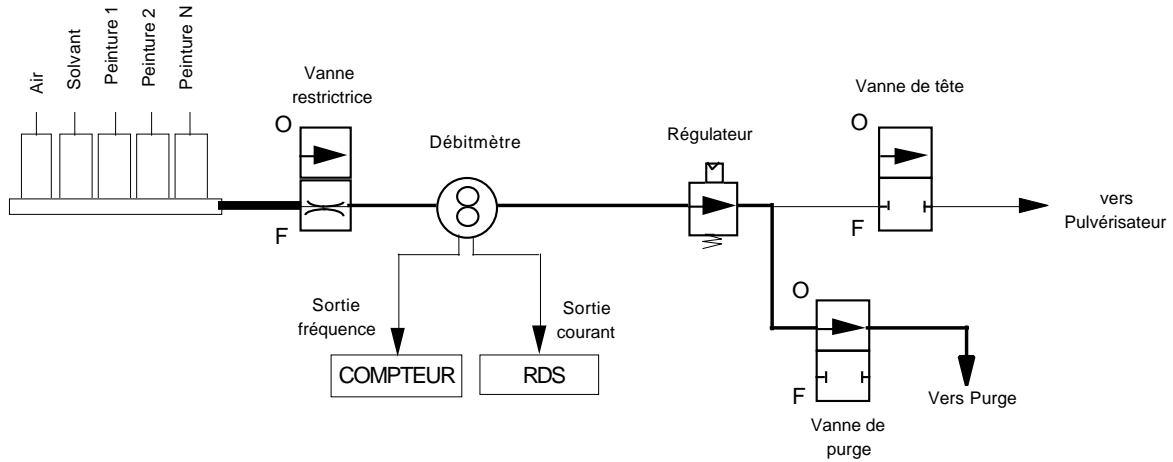 Air
Solvant
Peinture 1
Peinture 2
Peinture N
Vanne
restrictrice
O
F
Débitmètre
Régulateur
Vanne de tête
O
F
vers
Pulvérisateur
Sortie
fréquence
Sortie
courant
COMPTEUR
RDS
O
F
Vanne de
purge
Vers Purge